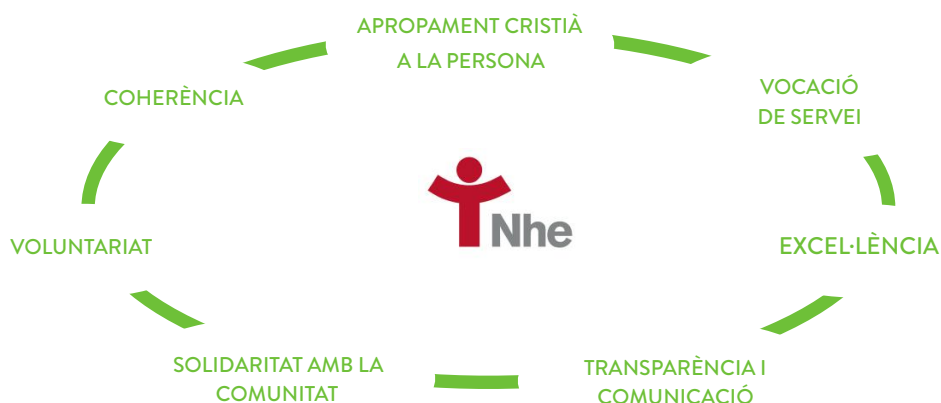 APROPAMENT CRISTIÀ
A LA PERSONA
COHERÈNCIA
VOCACIÓ
DE SERVEI
Nhe
VOLUNTARIAT
EXCEL·LÈNCIA
SOLIDARITAT AMB LA
COMUNITAT
TRANSPARÈNCIA I
COMUNICACIÓ